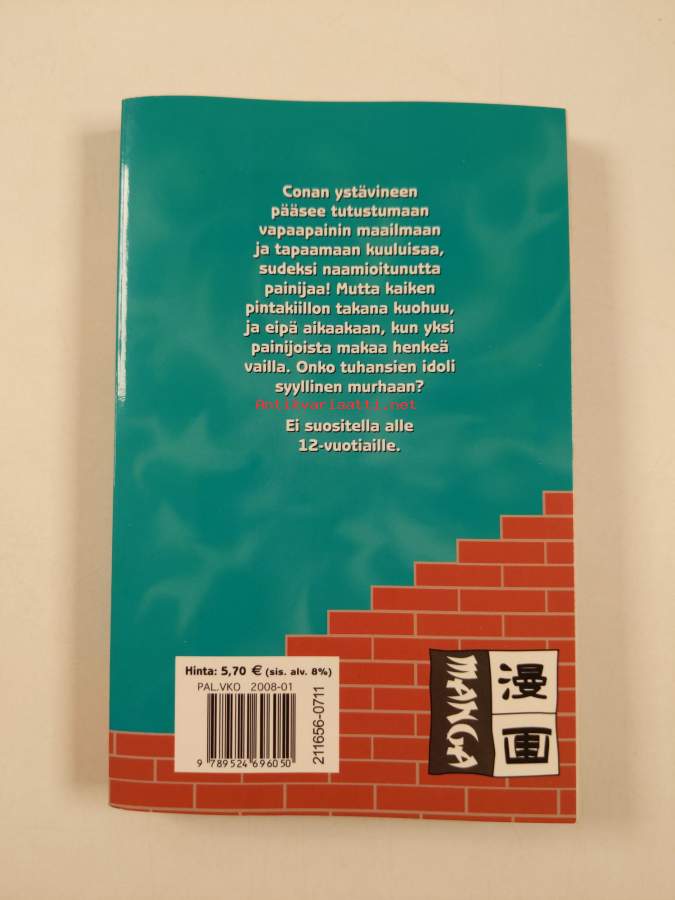 Conan ystävineen
pääsee tutustumaan
vapaapainin maailmaan
ja tapaamaan kuuluisaa,
sudeksi naamioitunutta
painijaa! Mutta kaiken
pintakiillon takana kuohuu,
ja eipä aikaakaan, kun yksi
painijoista makaa henkeä
vailla. Onko tuhansien idoli
syyllinen murhaan?
Antikvariaatti.net
Ei suositella alle
12-vuotiaille.
Hinta: 5,70 € (sis. alv. 8%)
PAL.VKO 2008-01
9 789524 696050
211656-0711
MANGA
漫
画